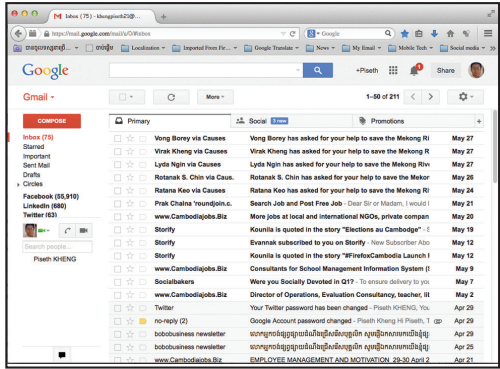 Inbox (75) - khengpiseth21@...
https://mail.google.com/mail/u/0/#inbox
Google
Localization
Imported From Fire...
Google Translate
News
My Email
Mobile Tech
Social media
Google
+Piseth
Share
Gmail
More
1–50 of 211
COMPOSE
Primary
Social 3 new
Promotions
Inbox (75)
Starred
Important
Sent Mail
Drafts
Circles
Facebook (55,910)
LinkedIn (680)
Twitter (63)
Search people...
Piseth KHENG
Vong Borey via Causes Vong Borey has asked for your help to save the Mekong Ri May 27
Virak Kheng via Causes Virak Kheng has asked for your help to save the Mekong R May 27
Lyda Ngin via Causes Lyda Ngin has asked for your help to save the Mekong Rive May 27
Rotanak S. Chin via Caus. Rotanak S. Chin has asked for your help to save the Mekor May 26
Ratana Keo via Causes Ratana Keo has asked for your help to save the Mekong Riv May 24
Prak Chaina 'roundjoin.c. Search Job and Post Free Job - Dear Sir or Madam, I would l May 21
www.Cambodiajobs.Biz More jobs at local and international NGOs, private compan May 20
Storify Kounila is quoted in the story "Elections au Cambodge" - S May 19
Storify Evannak subscribed to you on Storify - New Subscriber Abo May 12
Storify Kounila is quoted in the story "#FirefoxCambodia Launch F May 12
www.Cambodiajobs.Biz Consultants for School Management Information System (S May 9
Socialbakers Were you Socially Devoted in Q1? - To ensure delivery to you May 7
www.Cambodiajobs.Biz Director of Operations, Evaluation Consultancy, teacher, lit May 2
Twitter Your Twitter password has been changed - Piseth KHENG, You Apr 29
no-reply (2) Google Account password changed - Piseth Kheng Hi Piseth, T Apr 29
bobobusiness newsletter Apr 29
bobobusiness newsletter Apr 25
www.Cambodiajobs.Biz EMPLOYEE MANAGEMENT AND MOTIVATION 29-30 April 2 Apr 21